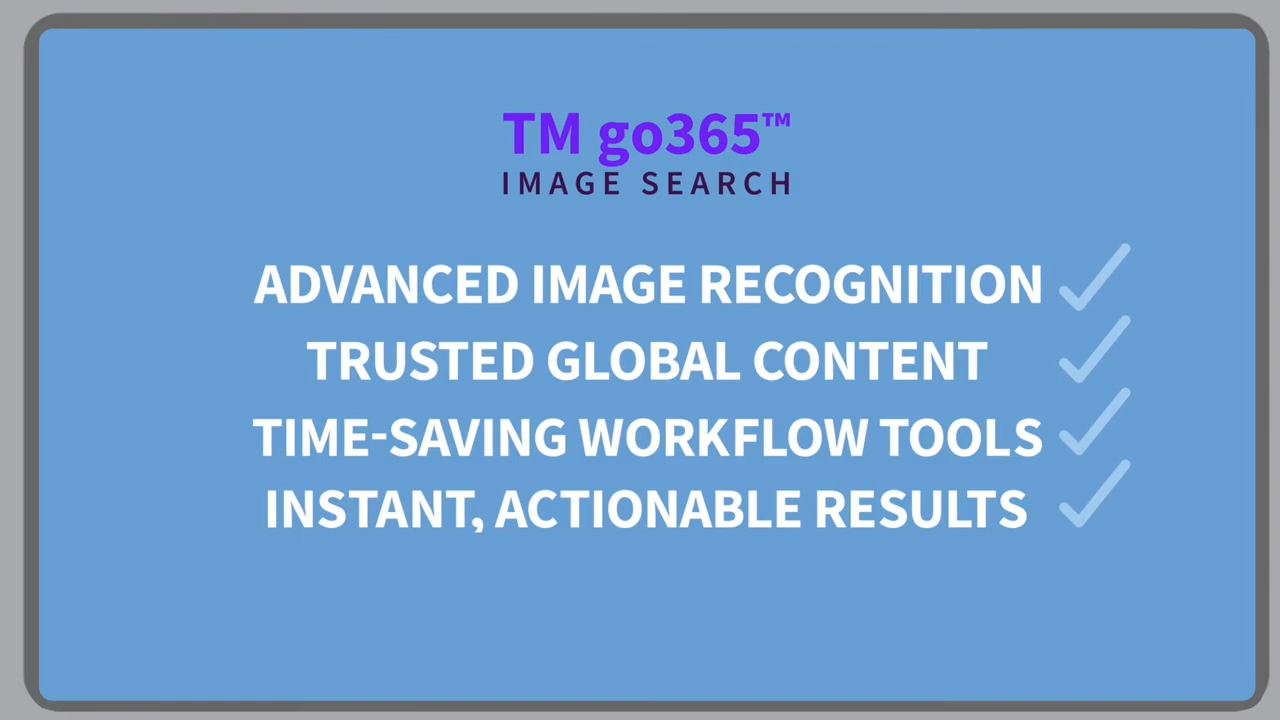 TM go365™
IMAGE SEARCH
ADVANCED IMAGE RECOGNITION
TRUSTED GLOBAL CONTENT
TIME-SAVING WORKFLOW TOOLS
INSTANT, ACTIONABLE RESULTS